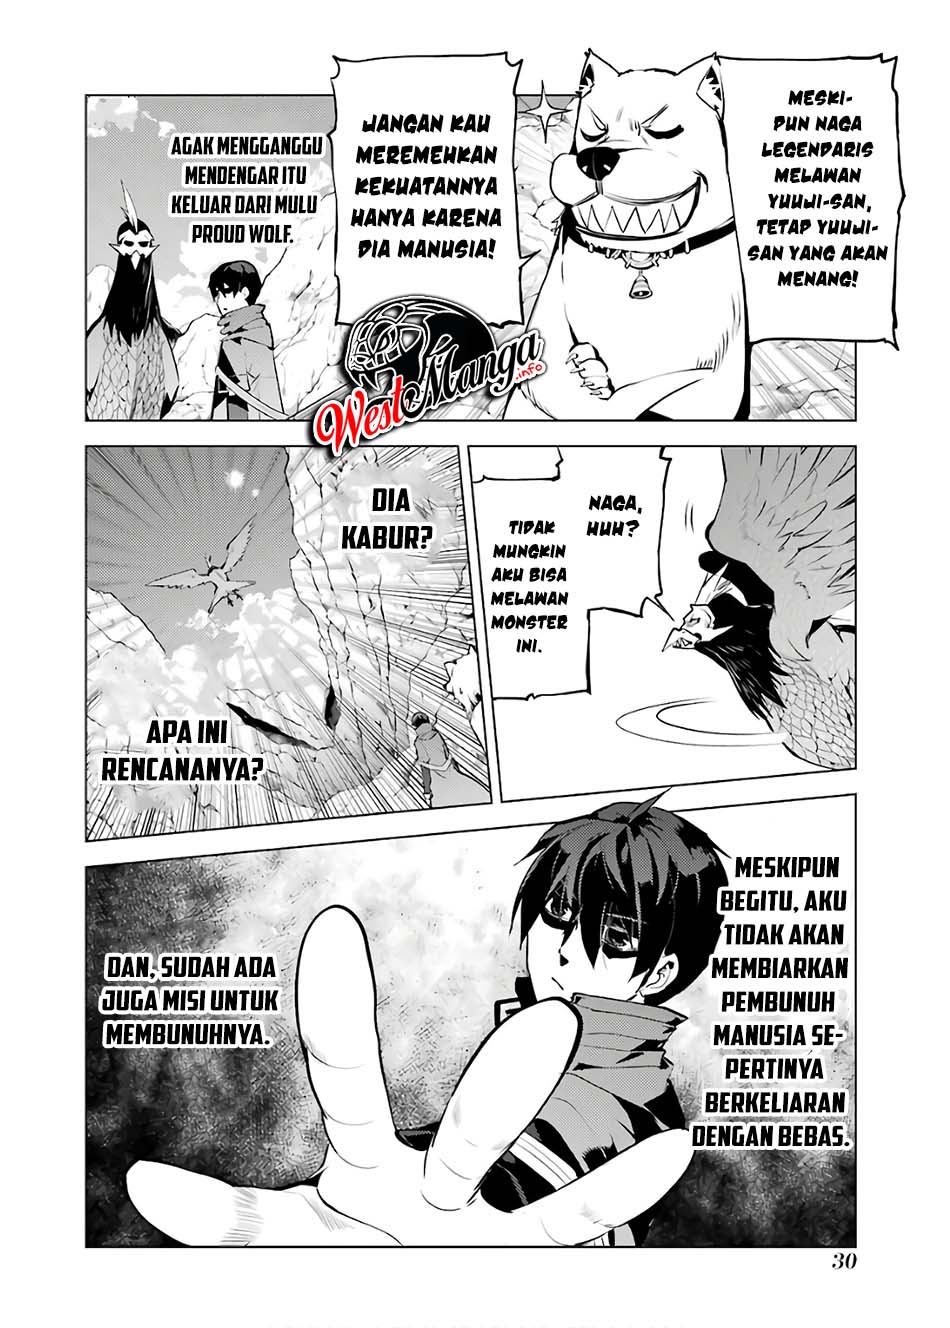 MESKI-
PUN NAGA
LEGENDARIS
MELAWAN
YUUJI-SAN,
TETAP YUUJI-
SAN YANG AKAN
MENANG!
JANGAN KAU
MEREMEHKAN
KEKUATANNYA
HANYA KARENA
DIA MANUSIA!
AGAK MENGGANGGU
MENDENGAR ITU
KELUAR DARI MULU
PROUD WOLF.
WestManga
.info
NAGA,
HUH?
TIDAK
MUNGKIN
AKU BISA
MELAWAN
MONSTER
INI.
DIA
KABUR?
APA INI
RENCANANYA?
MESKIPUN
BEGITU, AKU
TIDAK AKAN
MEMBIARKAN
PEMBUNUH
MANUSIA SE-
PERTINYA
BERKELIARAN
DENGAN BEBAS.
DAN, SUDAH ADA
JUGA MISI UNTUK
MEMBUNUHNYA.
30